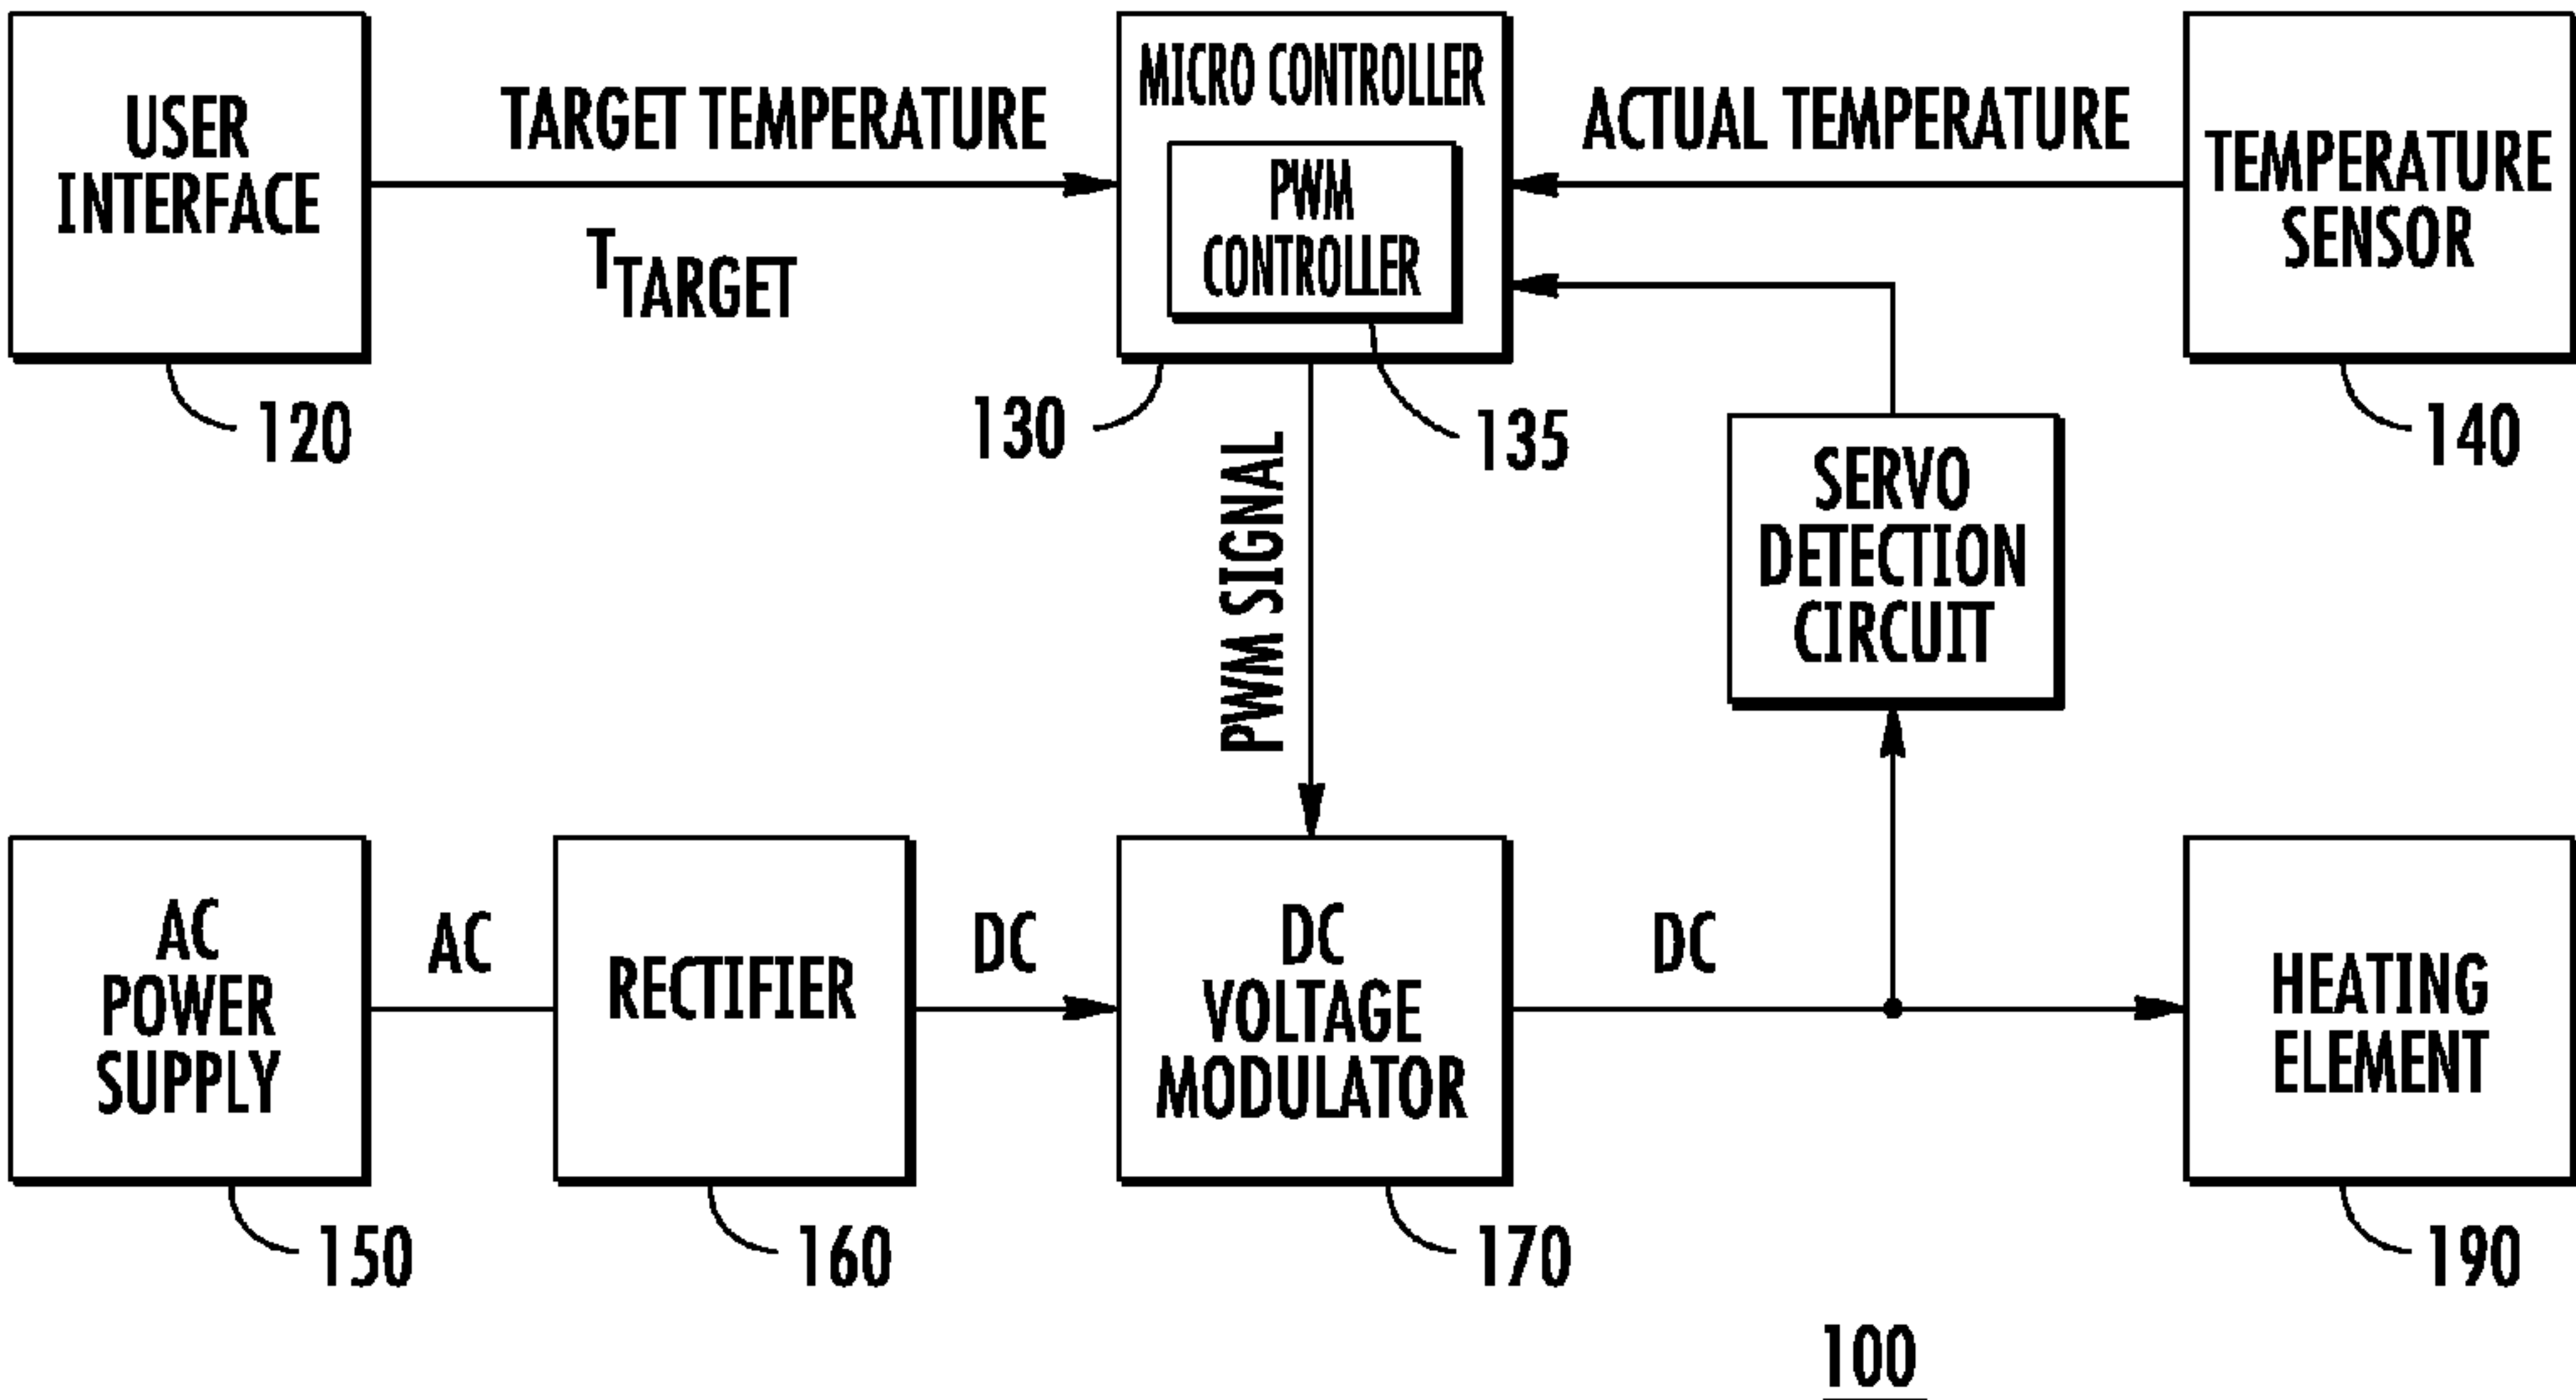 USER
INTERFACE
120
TARGET TEMPERATURE
T TARGET
MICRO CONTROLLER
PWM
CONTROLLER
130
135
ACTUAL TEMPERATURE
TEMPERATURE
SENSOR
140
SERVO
DETECTION
CIRCUIT
PWM SIGNAL
AC
POWER
SUPPLY
150
AC
RECTIFIER
160
DC
DC
VOLTAGE
MODULATOR
170
DC
HEATING
ELEMENT
190
100